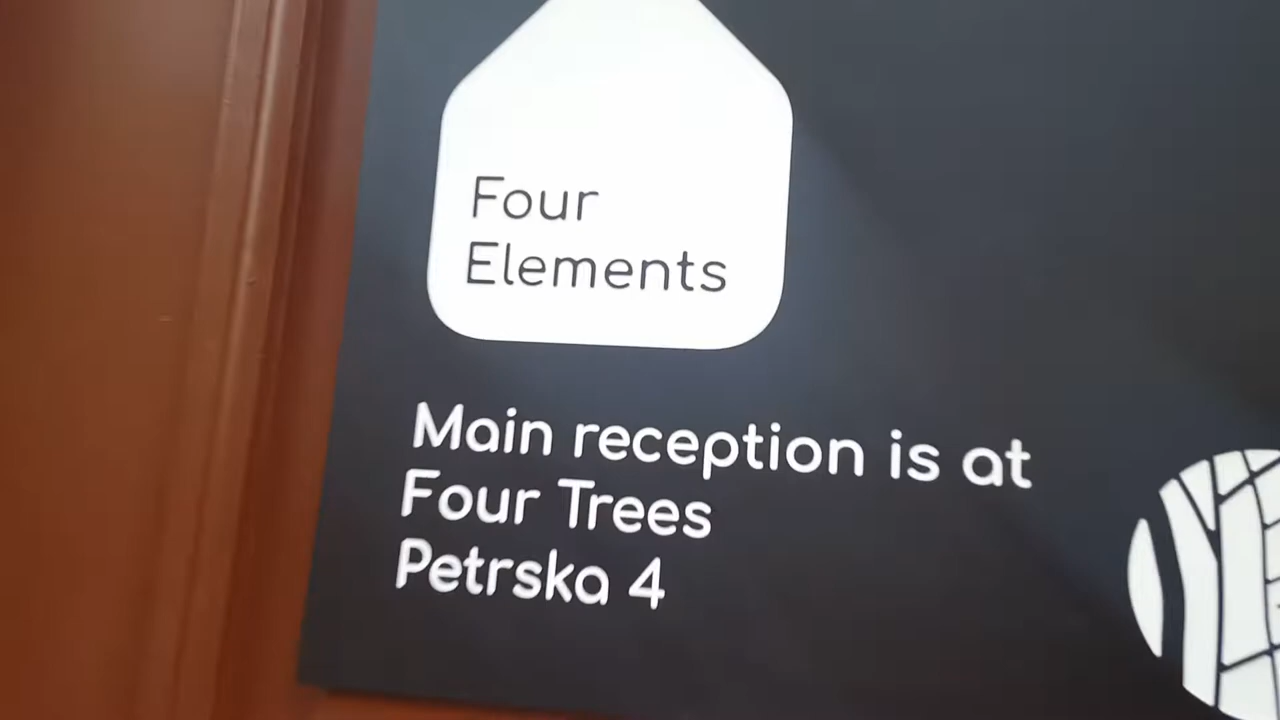 Four
Elements
Main reception is at
Four Trees
Petrska 4